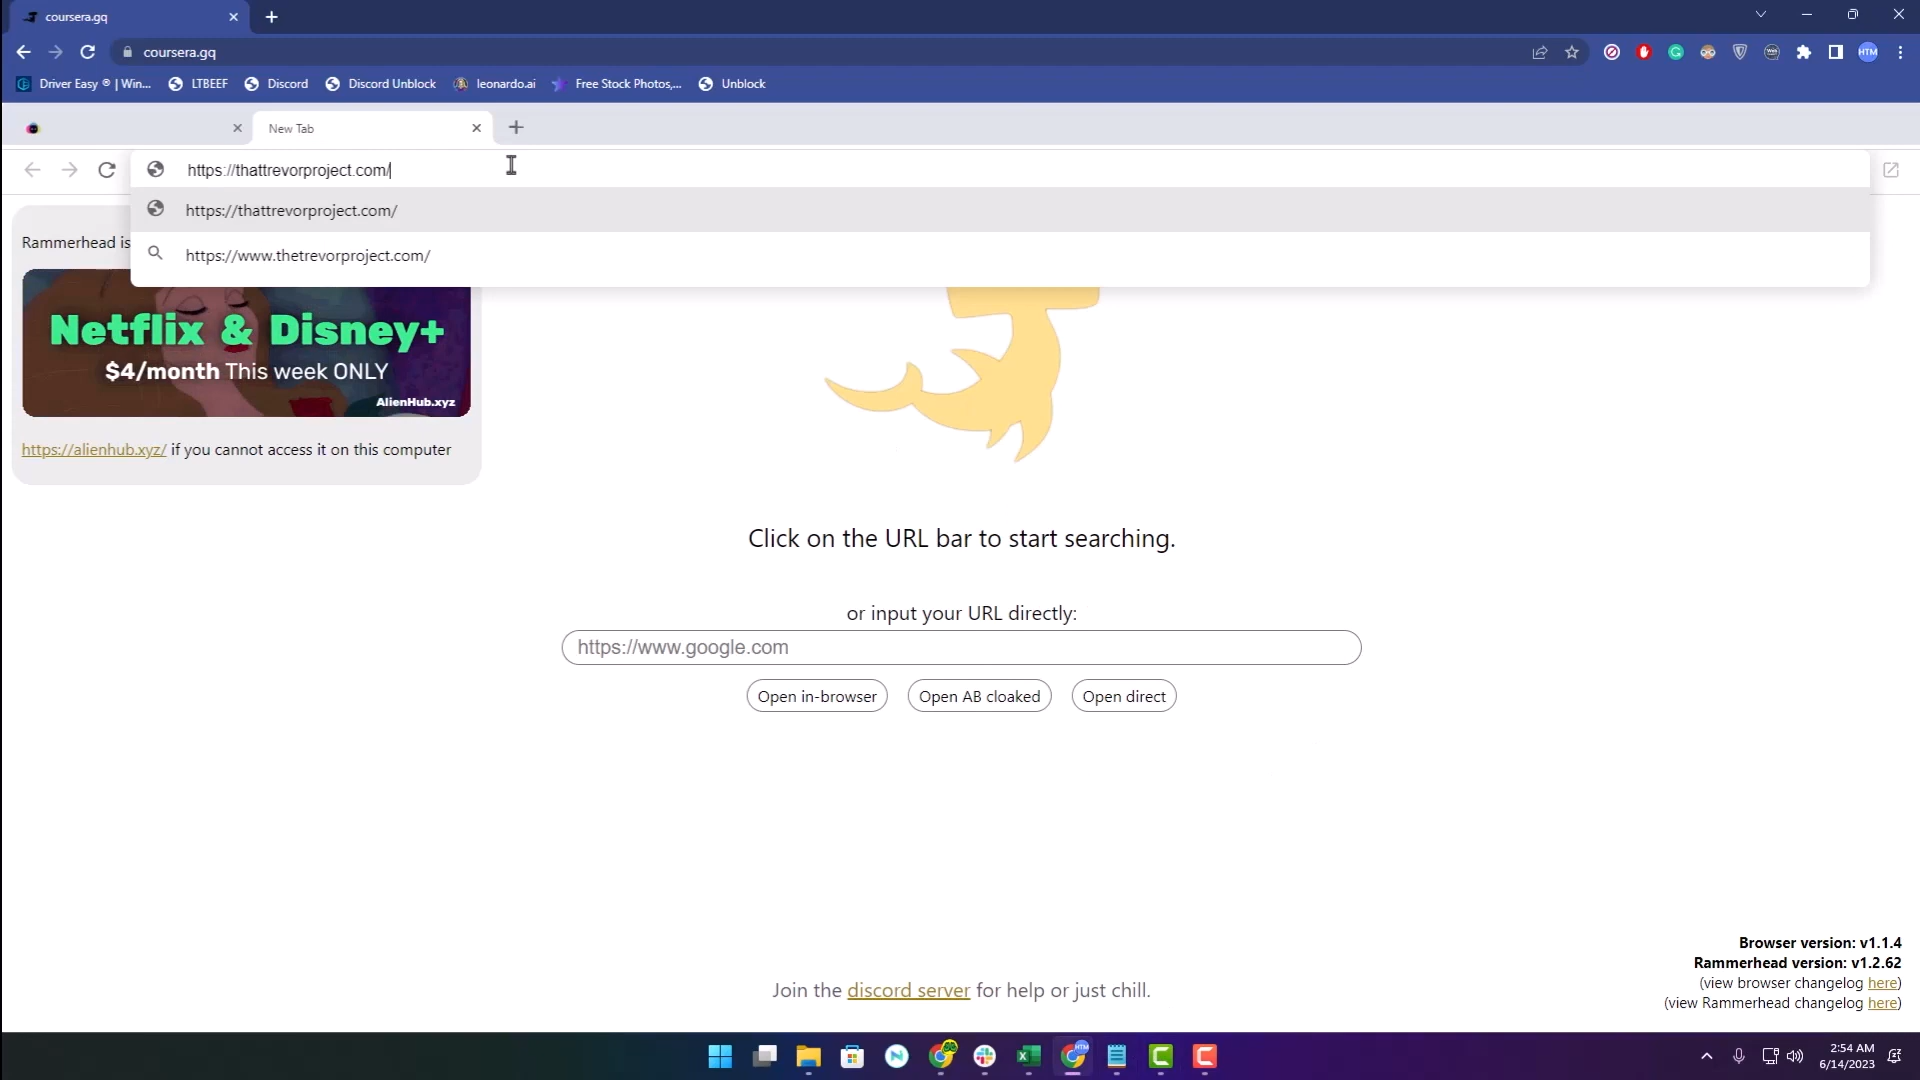 coursera.gq
coursera.gq
HTM
Driver Easy ® | Win...
LTBEEF
Discord
Discord Unblock
leonardo.ai
Free Stock Photos,...
Unblock
New Tab
https://thattrevorproject.com/
https://thattrevorproject.com/
https://www.thetrevorproject.com/
Rammerhead is
Netflix & Disney+
$4/month This week ONLY
AlienHub.xyz
https://alienhub.xyz/ if you cannot access it on this computer
Click on the URL bar to start searching.
or input your URL directly:
https://www.google.com
Open in-browser
Open AB cloaked
Open direct
Browser version: v1.1.4
Rammerhead version: v1.2.62
(view browser changelog here)
(view Rammerhead changelog here)
Join the discord server for help or just chill.
2:54 AM
6/14/2023